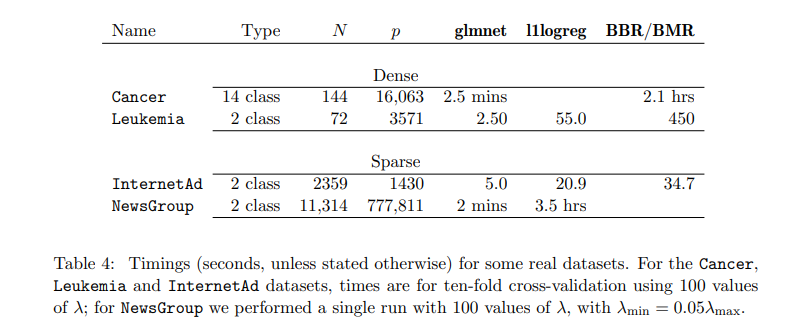 Name Type N p glmnet l1logreg BBR/BMR
Dense
Cancer 14 class 144 16,063 2.5 mins 2.1 hrs
Leukemia 2 class 72 3571 2.50 55.0 450
Sparse
InternetAd 2 class 2359 1430 5.0 20.9 34.7
NewsGroup 2 class 11,314 777,811 2 mins 3.5 hrs
Table 4: Timings (seconds, unless stated otherwise) for some real datasets. For the Cancer,
Leukemia and InternetAd datasets, times are for ten-fold cross-validation using 100 values
of λ; for NewsGroup we performed a single run with 100 values of λ, with λmin = 0.05λmax.